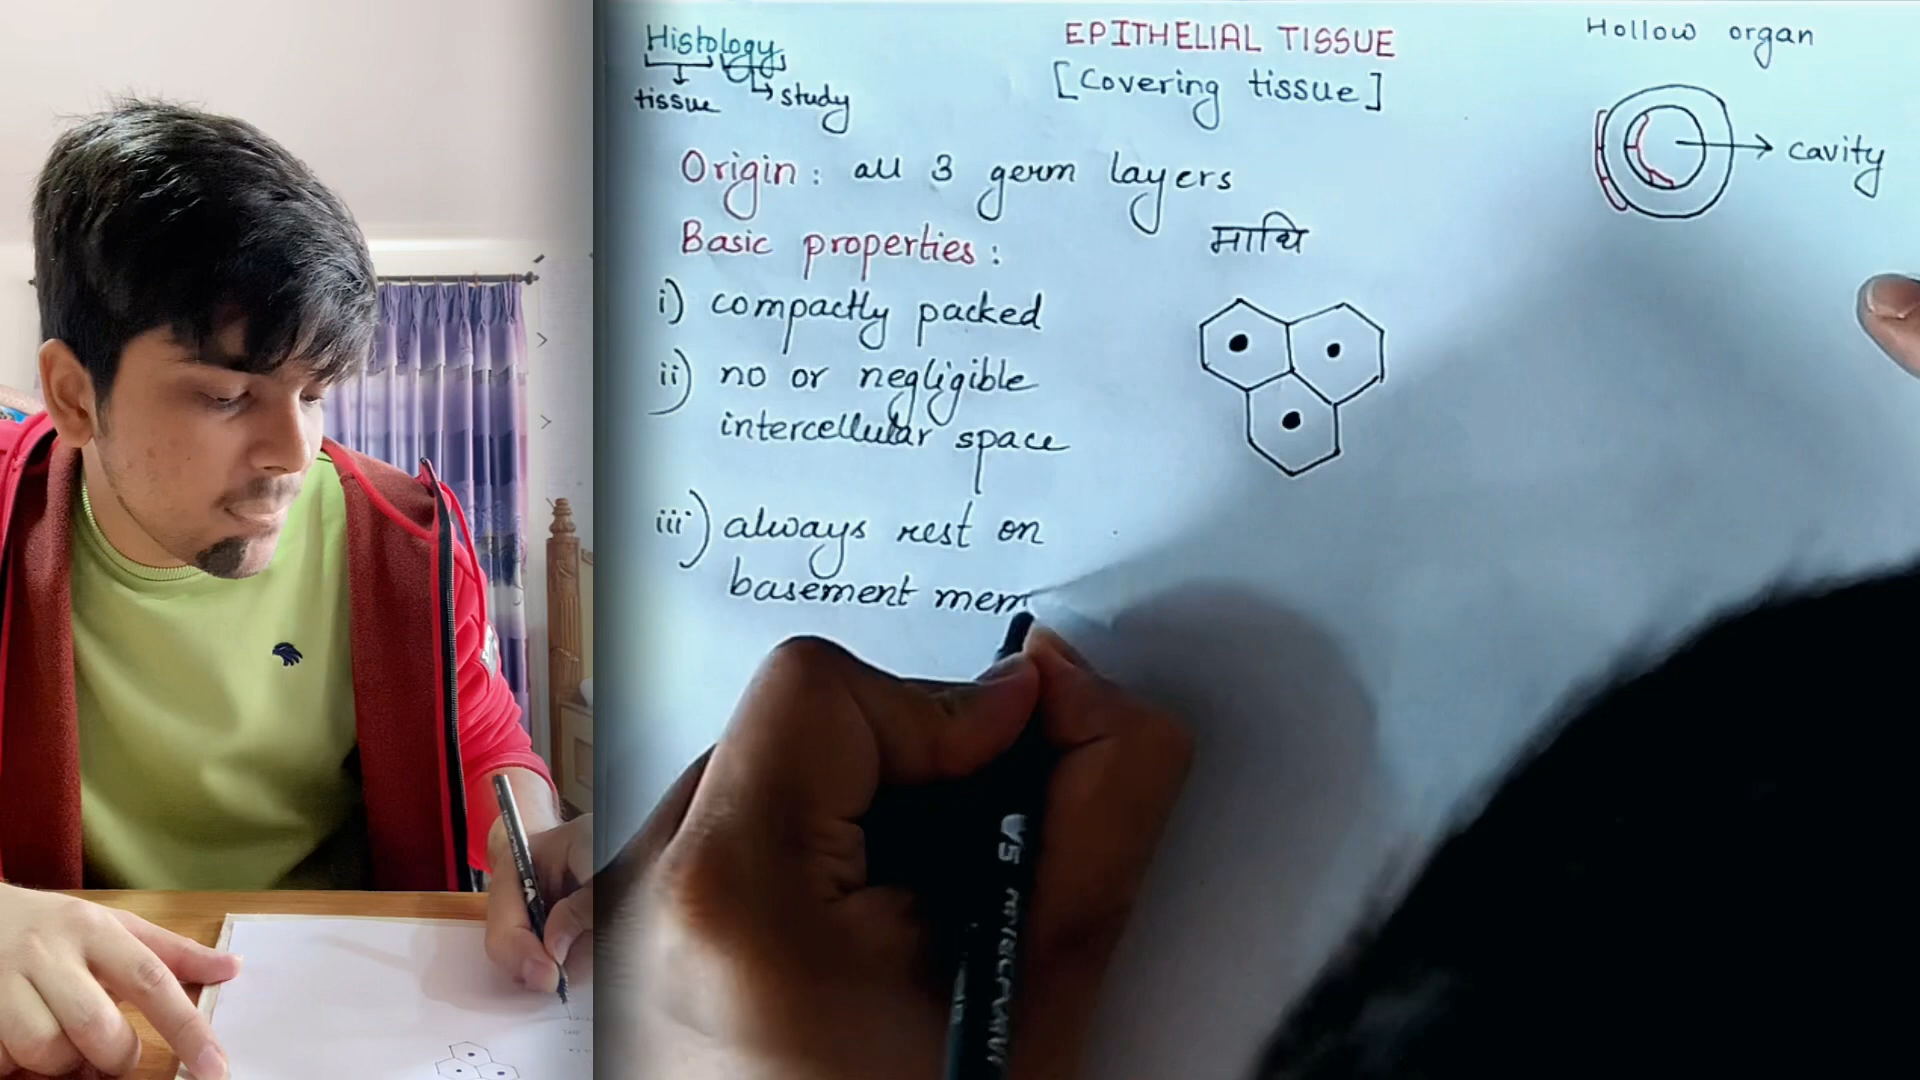 Histology
tissue
study
EPITHELIAL TISSUE
[Covering tissue]
Hollow organ
cavity
Origin: all 3 germ layers
Basic properties:
माथि
i) compactly packed
ii) no or negligible
intercellular space
iii) always rest on
basement mem
V5